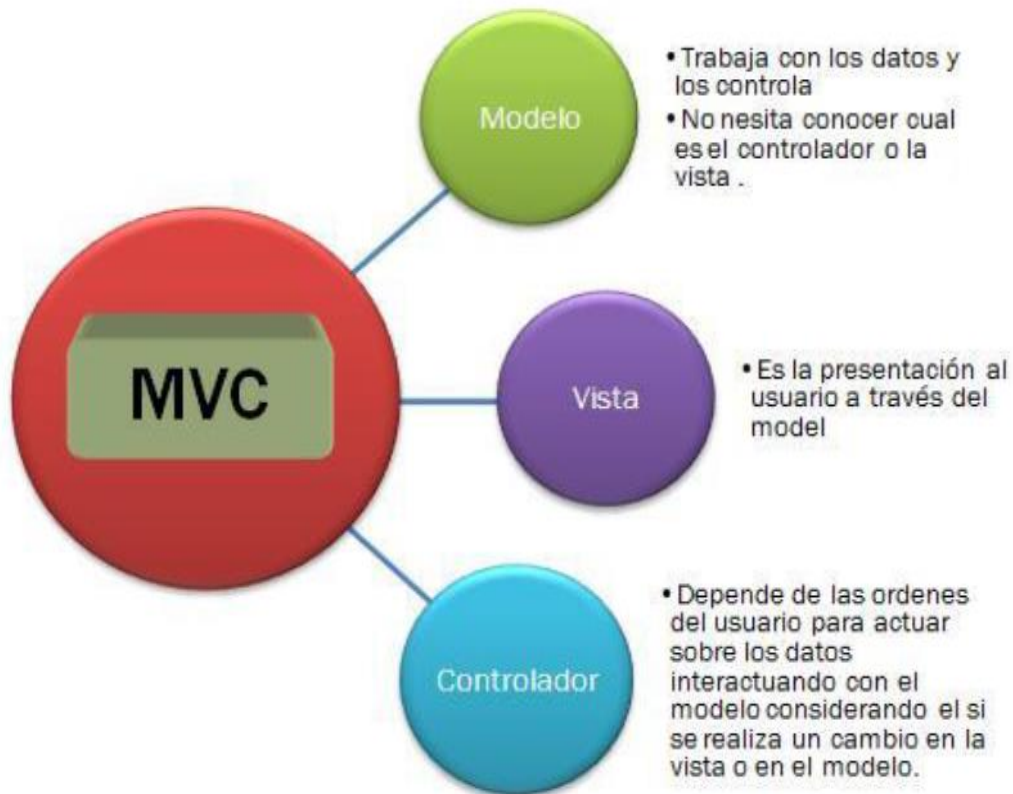 MVC
Modelo
• Trabaja con los datos y
los controla
• No nesita conocer cual
es el controlador o la
vista .
Vista
• Es la presentación al
usuario a través del
model
Controlador
• Depende de las ordenes
del usuario para actuar
sobre los datos
interactuando con el
modelo considerando el si
se realiza un cambio en la
vista o en el modelo.